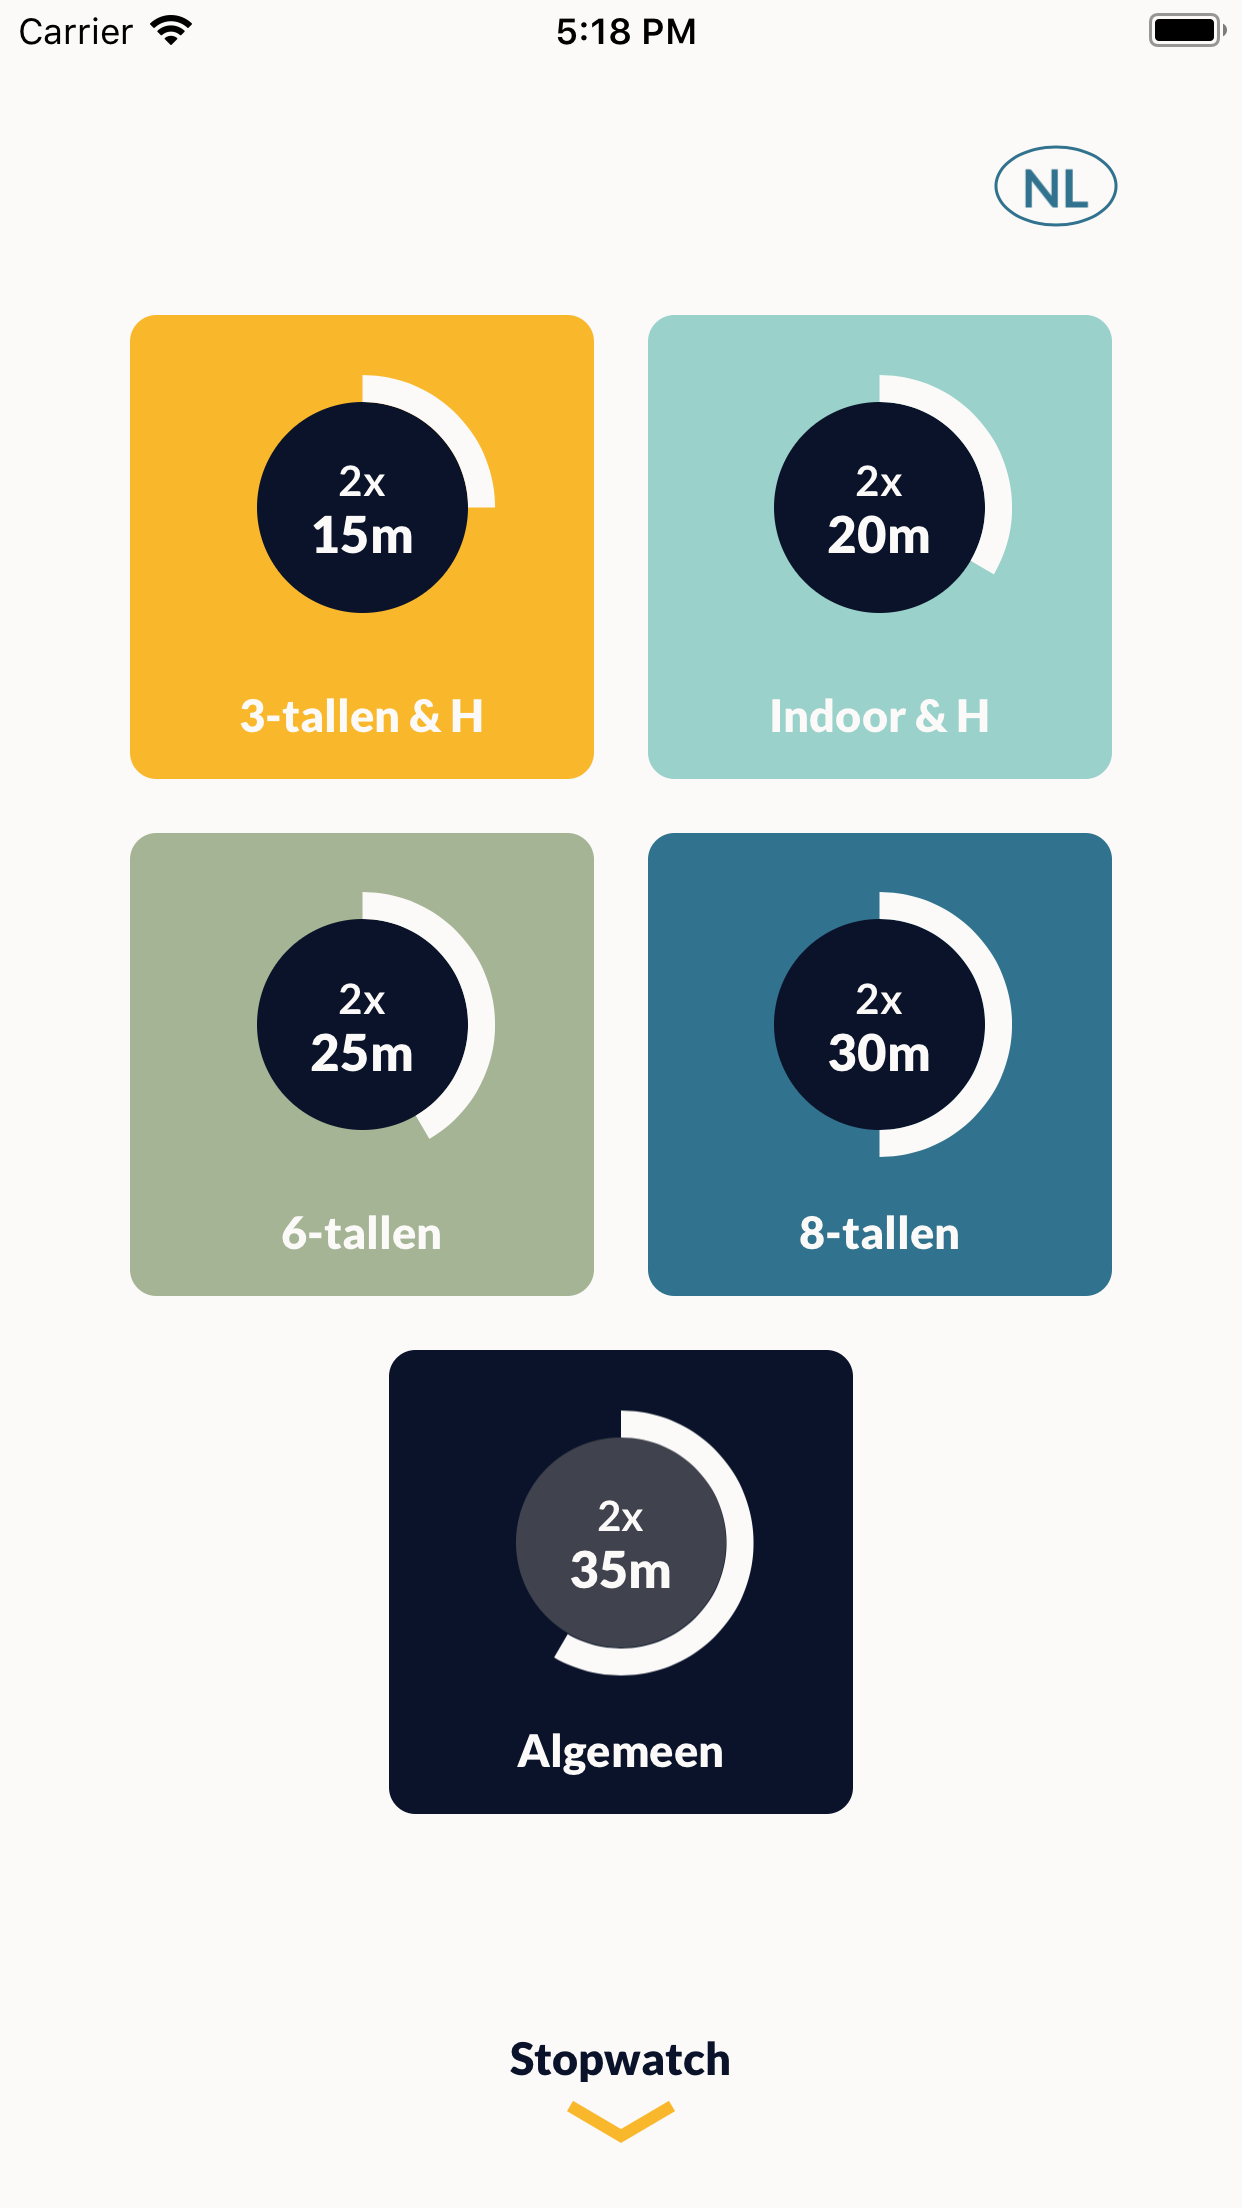 Carrier 5:18 PM
NL
2x
15m
3-tallen & H
2x
20m
Indoor & H
2x
25m
6-tallen
2x
30m
8-tallen
2x
35m
Algemeen
Stopwatch